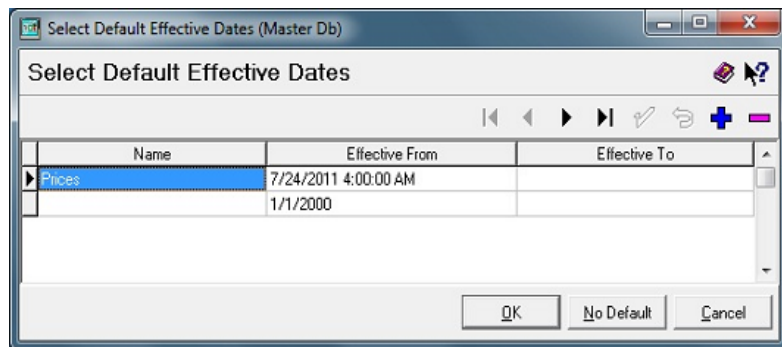 Select Default Effective Dates (Master Db)
Select Default Effective Dates
Name Effective From Effective To
Prices 7/24/2011 4:00:00 AM
1/1/2000
OK No Default Cancel